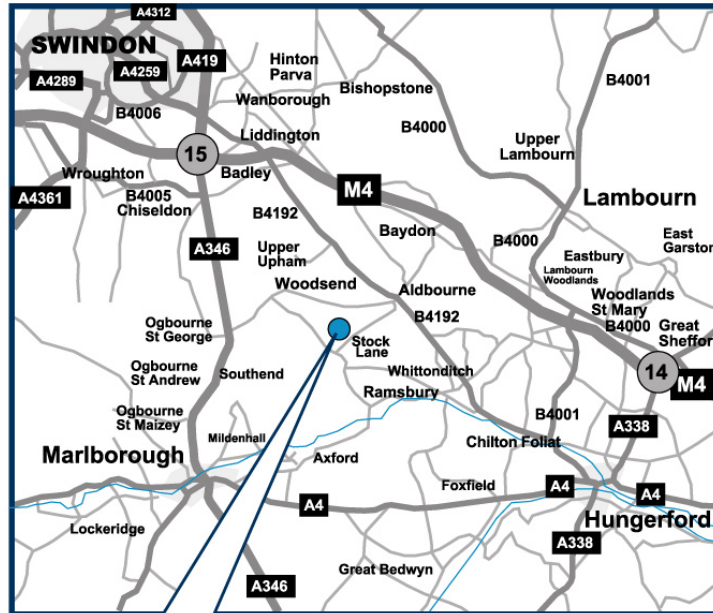 A4312
SWINDON
A419
A4259
A4289
Hinton
Parva
Bishopstone
B4001
Wanborough
B4006
B4000
Liddington
Upper
Lambourn
15
Wroughton
Badley
M4
A4361
B4005
Chiseldon
Lambourn
B4192
A346
Baydon
B4000
East
Garston
Upper
Upham
Eastbury
Lambourn
Woodlands
Woodsend
Aldbourne
Woodlands
St Mary
B4192
B4000
Great
Sheffor
Ogbourne
St George
Stock
Lane
14
M4
Ogbourne
St Andrew
Southend
Whittonditch
Ramsbury
Ogbourne
St Maizey
B4001
A338
Mildenhall
Chilton Foliat
Marlborough
Axford
Foxfield
A4
A4
A4
Hungerford
Lockeridge
A338
Great Bedwyn
A346